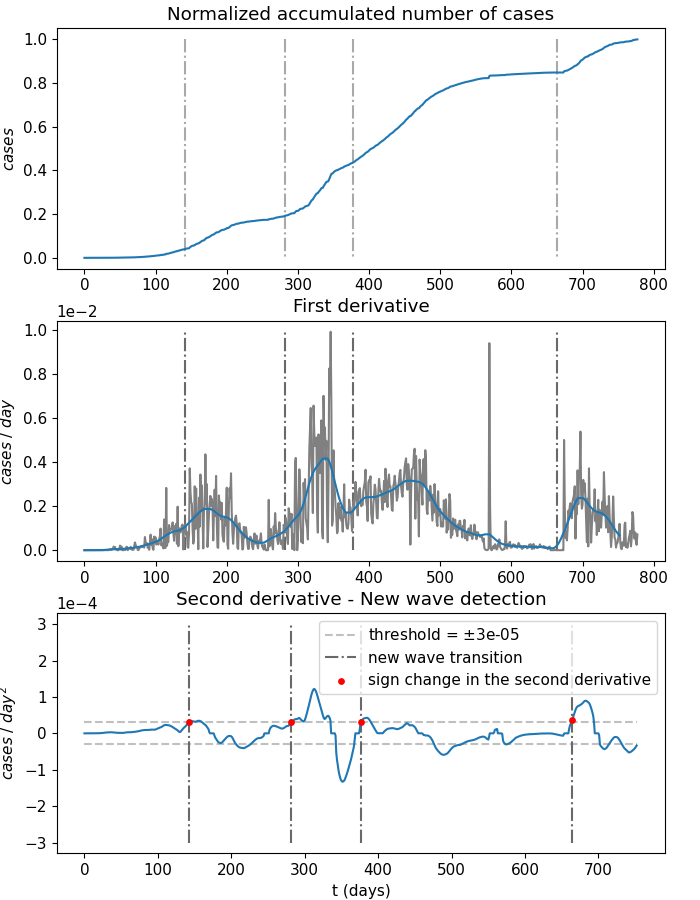 Normalized accumulated number of cases
cases
1.0
0.8
0.6
0.4
0.2
0.0
0 100 200 300 400 500 600 700 800
First derivative
1e−2
cases / day
1.0
0.8
0.6
0.4
0.2
0.0
0 100 200 300 400 500 600 700 800
Second derivative - New wave detection
1e−4
cases / day²
3
2
1
0
−1
−2
−3
threshold = ±3e-05
new wave transition
sign change in the second derivative
0 100 200 300 400 500 600 700
t (days)